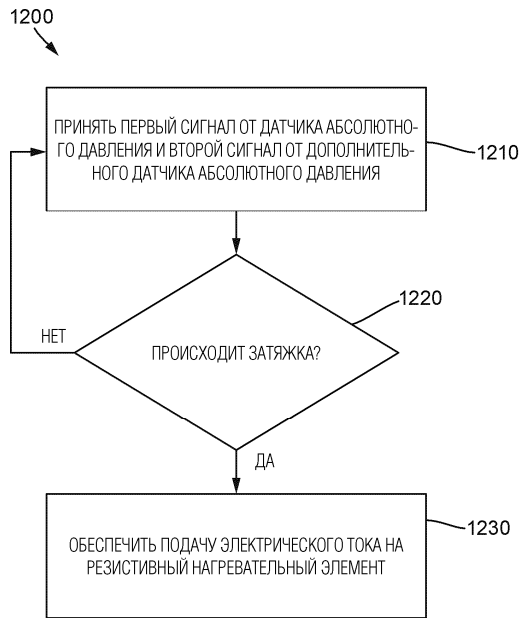 1200
ПРИНЯТЬ ПЕРВЫЙ СИГНАЛ ОТ ДАТЧИКА АБСОЛЮТНО-
ГО ДАВЛЕНИЯ И ВТОРОЙ СИГНАЛ ОТ ДОПОЛНИТЕЛЬ-
НОГО ДАТЧИКА АБСОЛЮТНОГО ДАВЛЕНИЯ
1210
1220
НЕТ
ПРОИСХОДИТ ЗАТЯЖКА?
ДА
1230
ОБЕСПЕЧИТЬ ПОДАЧУ ЭЛЕКТРИЧЕСКОГО ТОКА НА
РЕЗИСТИВНЫЙ НАГРЕВАТЕЛЬНЫЙ ЭЛЕМЕНТ